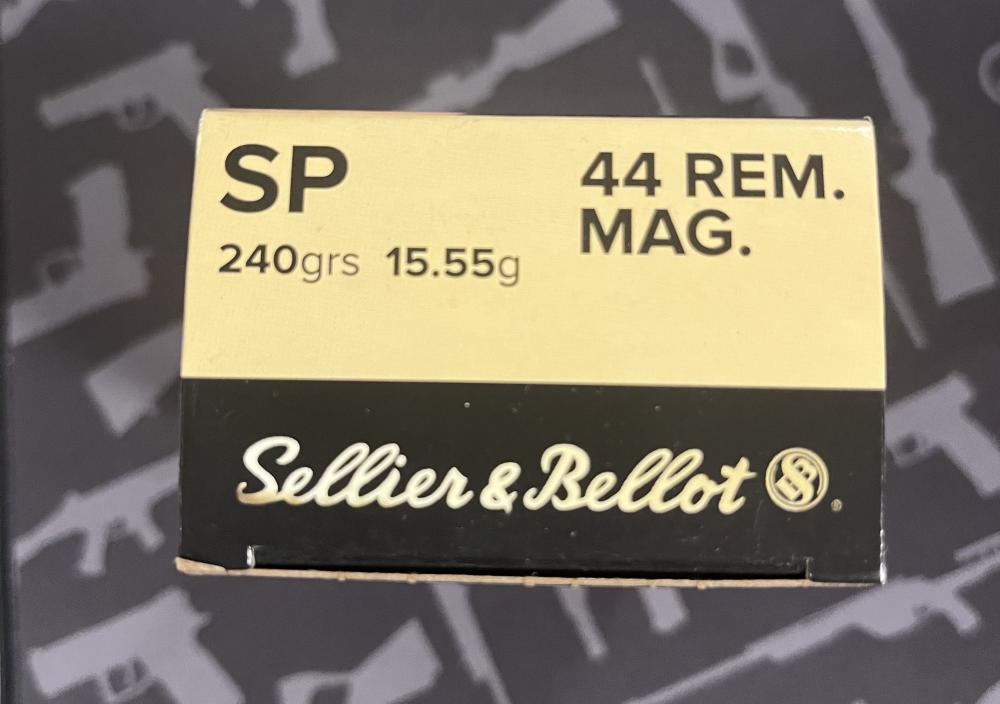 SP
44 REM.
MAG.
240grs 15.55g
Sellier & Bellot